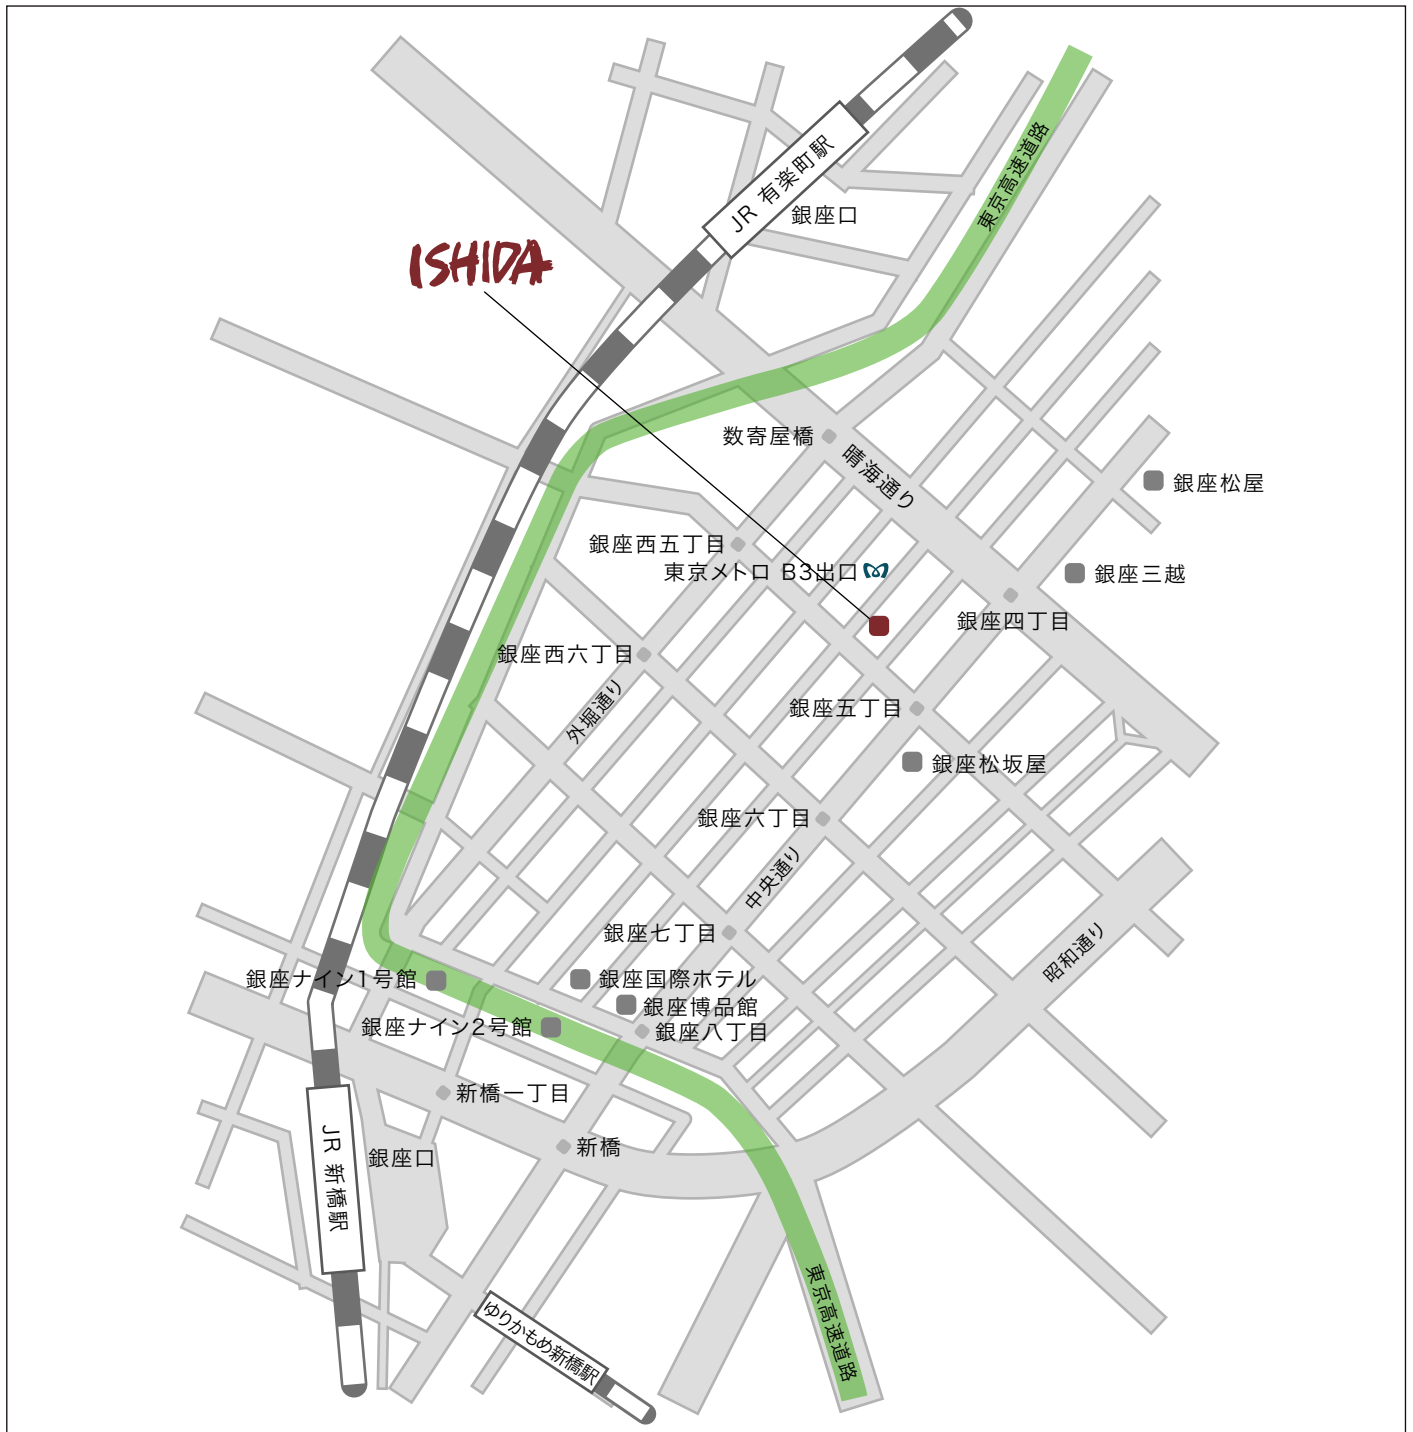 東京高速道路
JR 有楽町駅
銀座口
ISHIDA
数寄屋橋
晴海通り
銀座松屋
銀座西五丁目
東京メトロ B3出口
銀座三越
銀座四丁目
銀座西六丁目
外堀通り
銀座五丁目
銀座松坂屋
銀座六丁目
中央通り
銀座七丁目
昭和通り
銀座ナイン1号館
銀座国際ホテル
銀座博品館
銀座ナイン2号館
銀座八丁目
新橋一丁目
新橋
JR 新橋駅
銀座口
東京高速道路
ゆりかもめ新橋駅